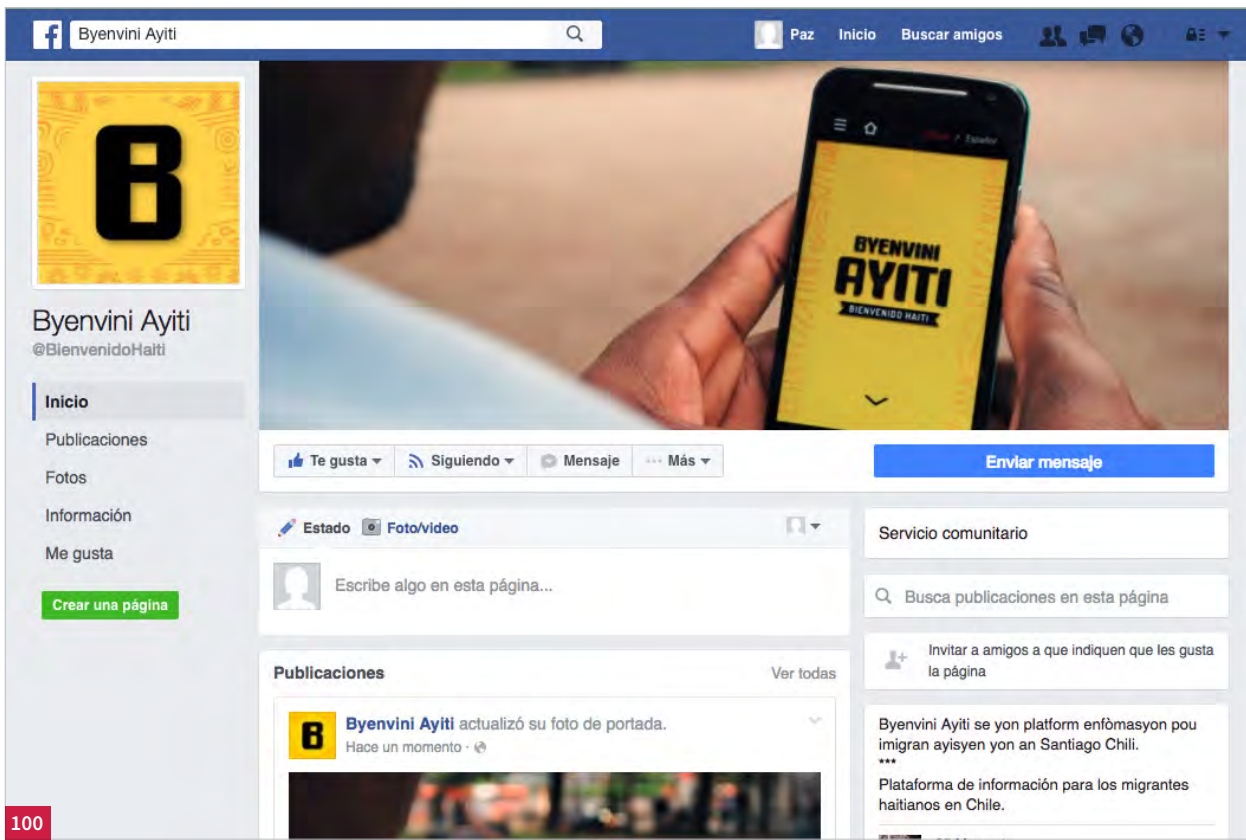 Byenvini Ayiti
Paz Inicio Buscar amigos
B
Byenvini Ayiti
@BienvenidoHaiti
Inicio
Publicaciones
Fotos
Información
Me gusta
Crear una página
/ Español
BYENVINI
AYITI
BIENVENIDO HAITI
Te gusta Siguiendo Mensaje Más
Enviar mensaje
Estado Foto/video
Escribe algo en esta página...
Publicaciones Ver todas
B
Byenvini Ayiti actualizó su foto de portada.
Hace un momento ·
Servicio comunitario
Busca publicaciones en esta página
Invitar a amigos a que indiquen que les gusta
la página
Byenvini Ayiti se yon platform enfòmasyon pou
imigran ayisyen yon an Santiago Chili.
***
Plataforma de información para los migrantes
haitianos en Chile.
100